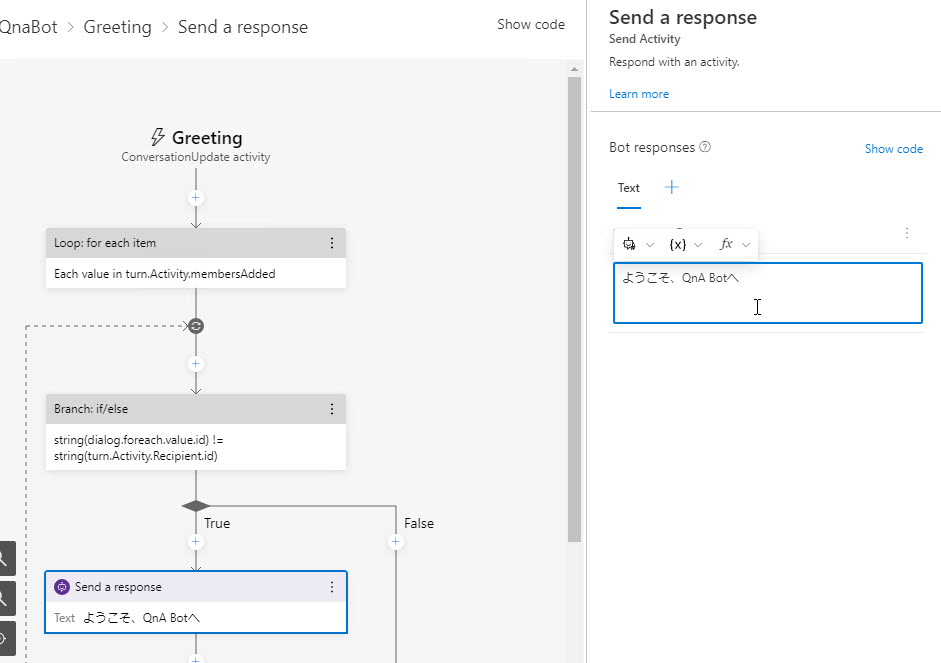 QnaBot > Greeting > Send a response
Show code
Greeting
ConversationUpdate activity
Loop: for each item
Each value in turn.Activity.membersAdded
Branch: if/else
string(dialog.foreach.value.id) !=
string(turn.Activity.Recipient.id)
True
False
Send a response
Text ようこそ、QnA Botへ
Send a response
Send Activity
Respond with an activity.
Learn more
Bot responses
Show code
Text
{x}
fx
ようこそ、QnA Botへ